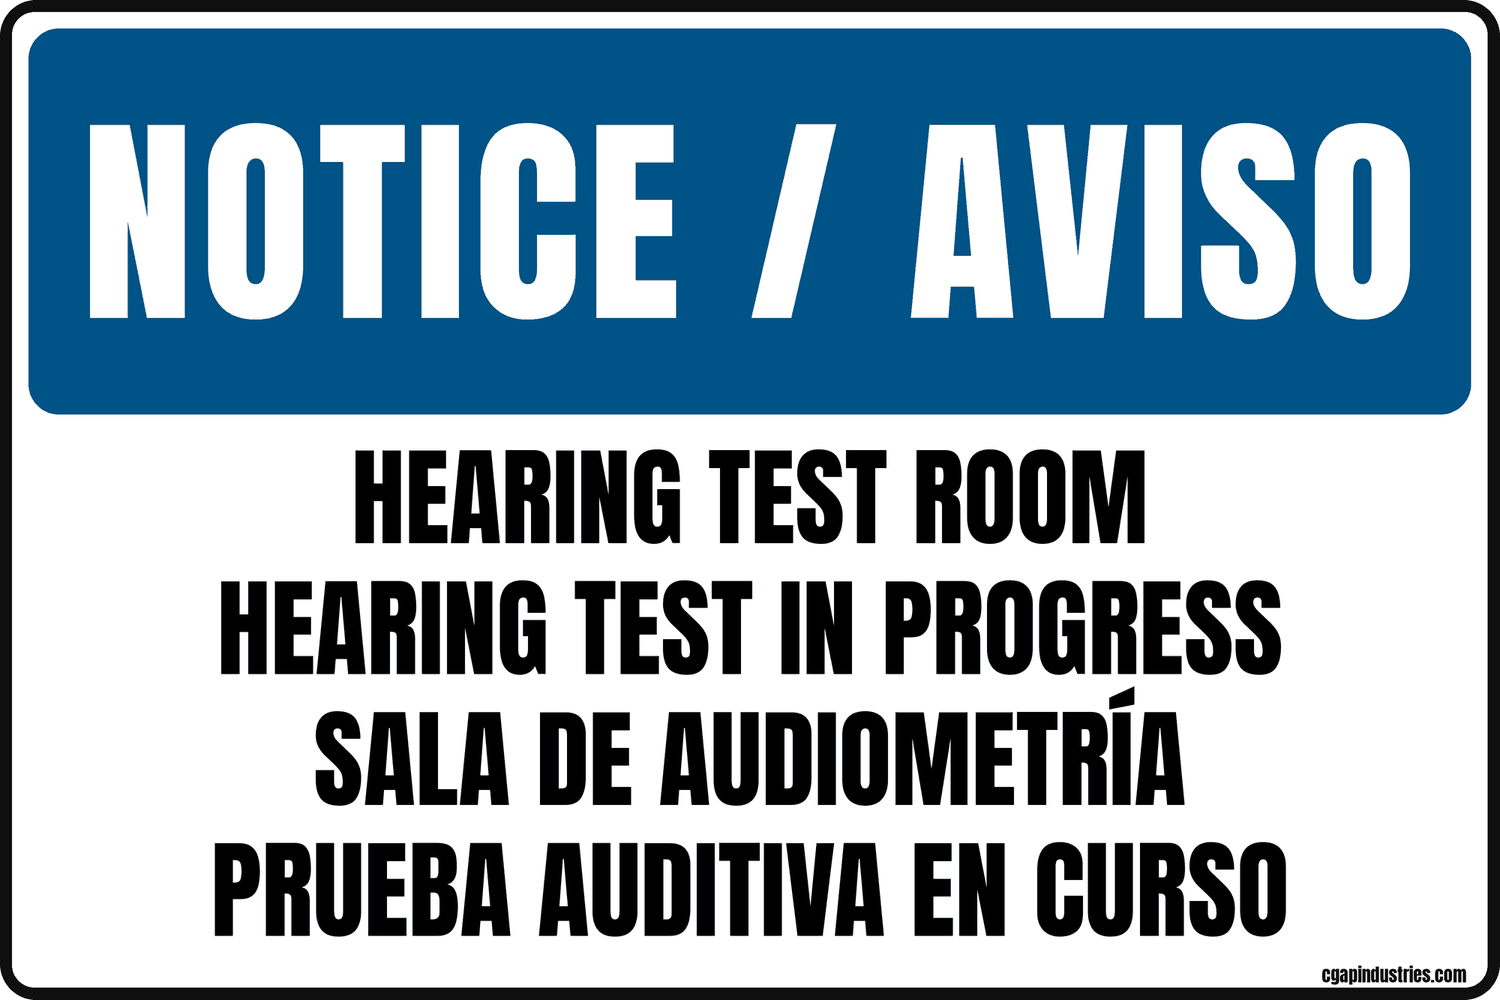 NOTICE / AVISO
HEARING TEST ROOM
HEARING TEST IN PROGRESS
SALA DE AUDIOMETRÍA
PRUEBA AUDITIVA EN CURSO
cgapindustries.com